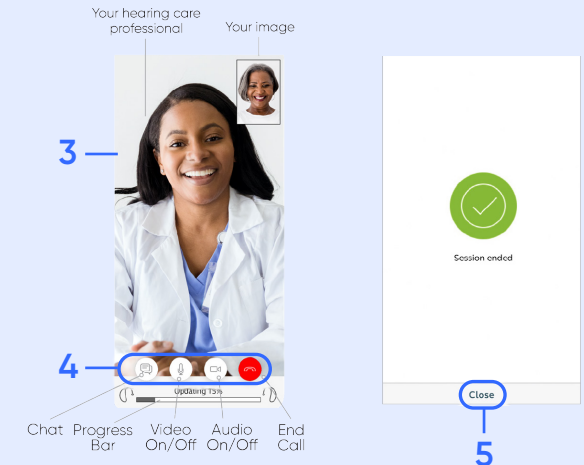 Your hearing care
professional
Your image
3
4
Updating 15%
Chat
Progress
Bar
Video
On/Off
Audio
On/Off
End
Call
Session ended
Close
5